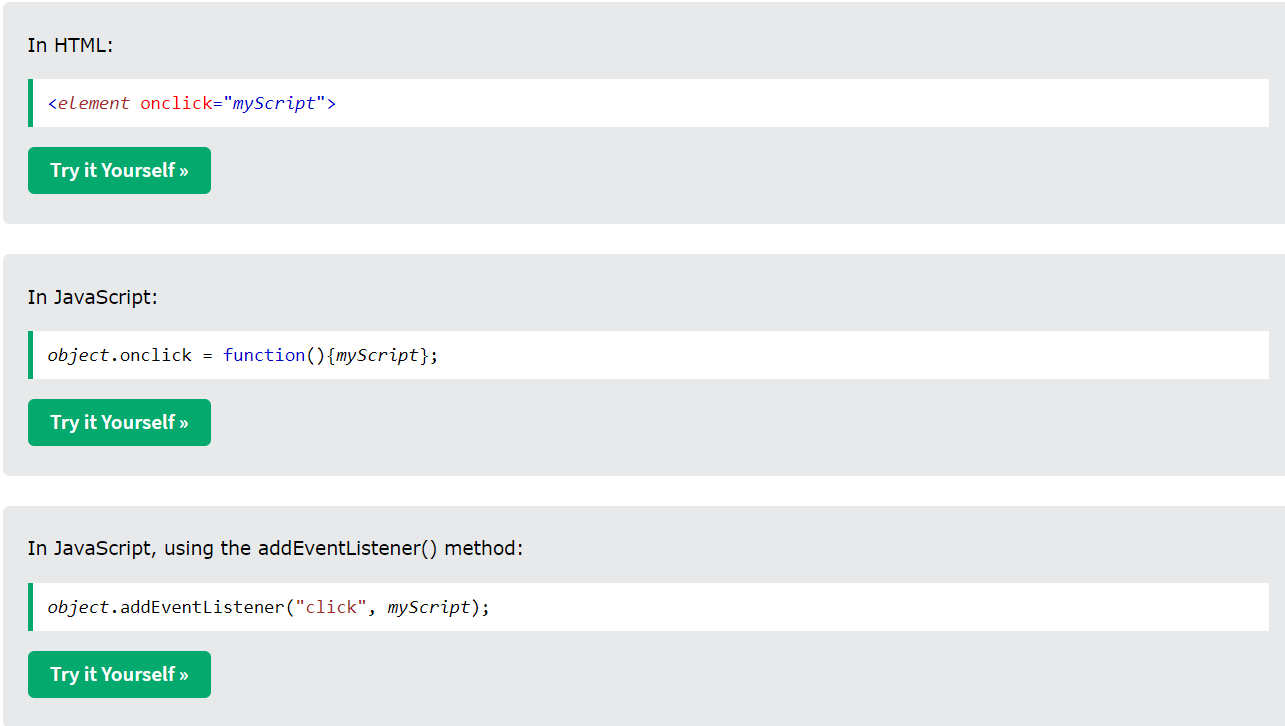 In HTML:
<element onclick="myScript">
Try it Yourself »
In JavaScript:
object.onclick = function(){myScript};
Try it Yourself »
In JavaScript, using the addEventListener() method:
object.addEventListener("click", myScript);
Try it Yourself »